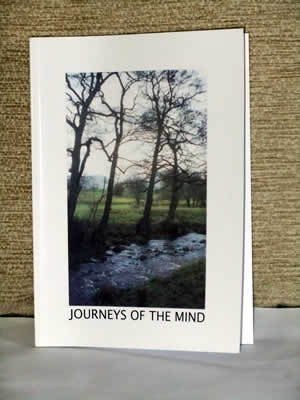 JOURNEYS OF THE MIND